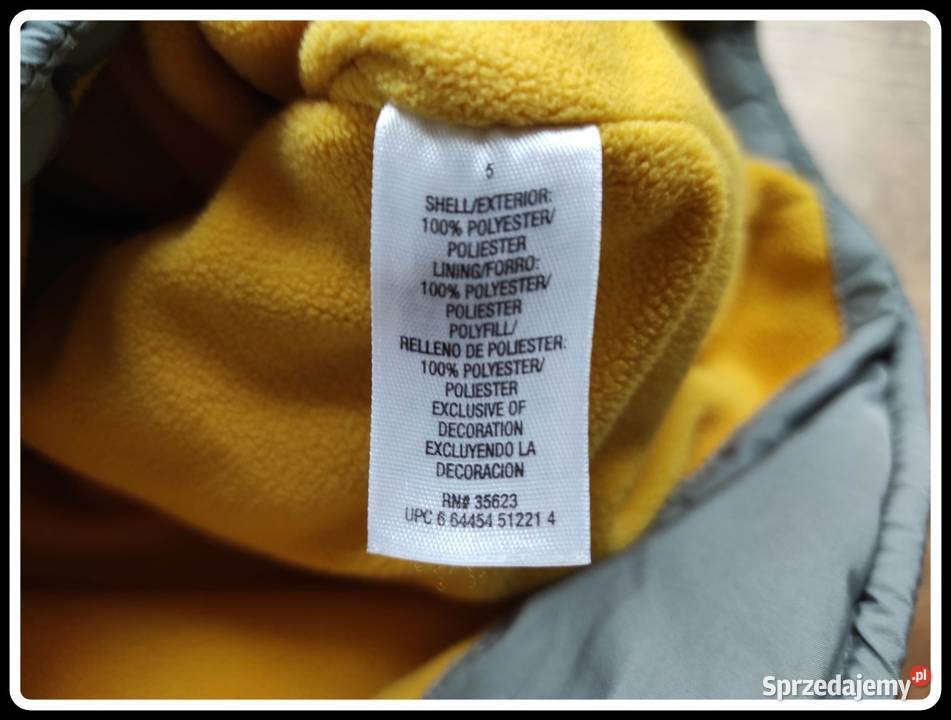 5
SHELL/EXTERIOR:
100% POLYESTER/
POLIESTER
LINING/FORRO:
100% POLYESTER/
POLIESTER
POLYFILL/
RELLENO DE POLIESTER:
100% POLYESTER/
POLIESTER
EXCLUSIVE OF
DECORATION
EXCLUYENDO LA
DECORACION
RN# 35623
UPC 6 64454 51221 4
Sprzedajemy.pl